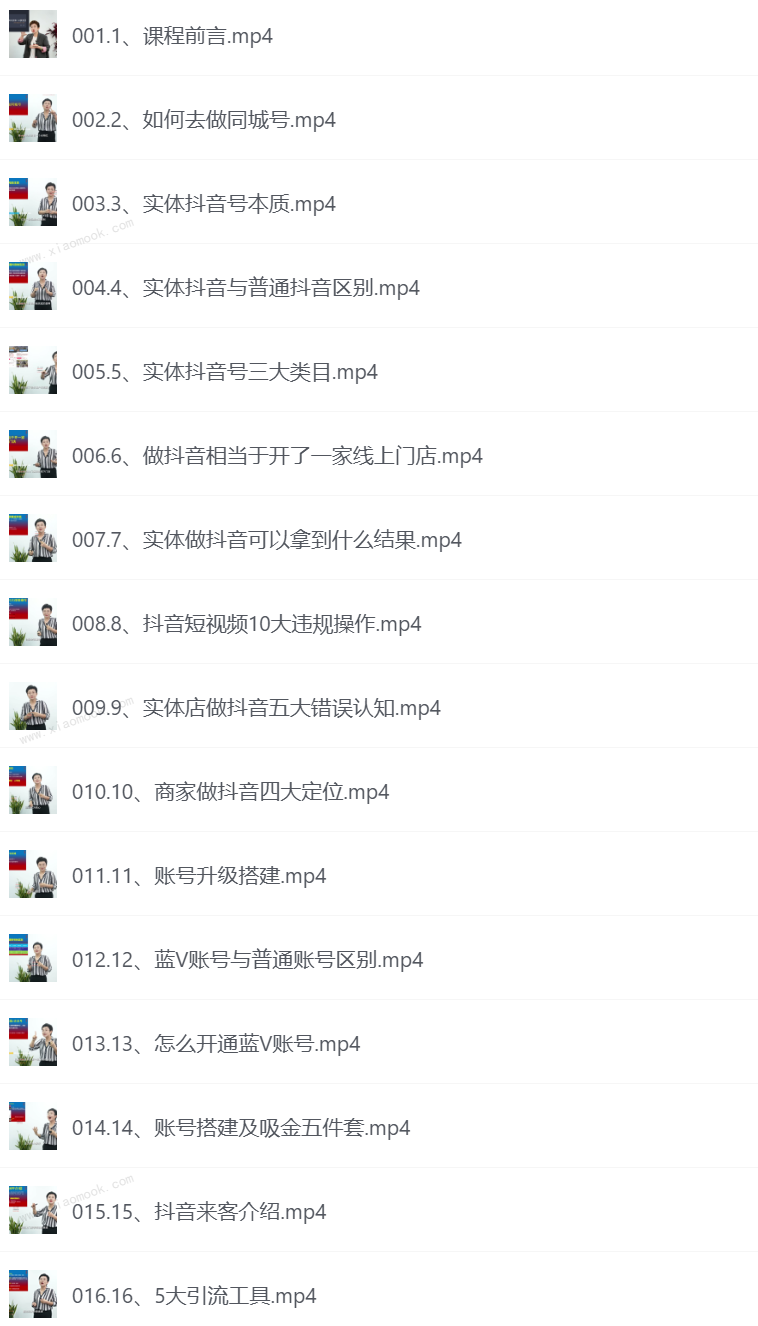 001.1、课程前言.mp4
002.2、如何去做同城号.mp4
003.3、实体抖音号本质.mp4
www.xiaomook.com
004.4、实体抖音与普通抖音区别.mp4
005.5、实体抖音号三大类目.mp4
006.6、做抖音相当于开了一家线上门店.mp4
007.7、实体做抖音可以拿到什么结果.mp4
008.8、抖音短视频10大违规操作.mp4
009.9、实体店做抖音五大错误认知.mp4
www.xiaomook.com
010.10、商家做抖音四大定位.mp4
011.11、账号升级搭建.mp4
012.12、蓝V账号与普通账号区别.mp4
013.13、怎么开通蓝V账号.mp4
014.14、账号搭建及吸金五件套.mp4
xiaomook.com
015.15、抖音来客介绍.mp4
016.16、5大引流工具.mp4